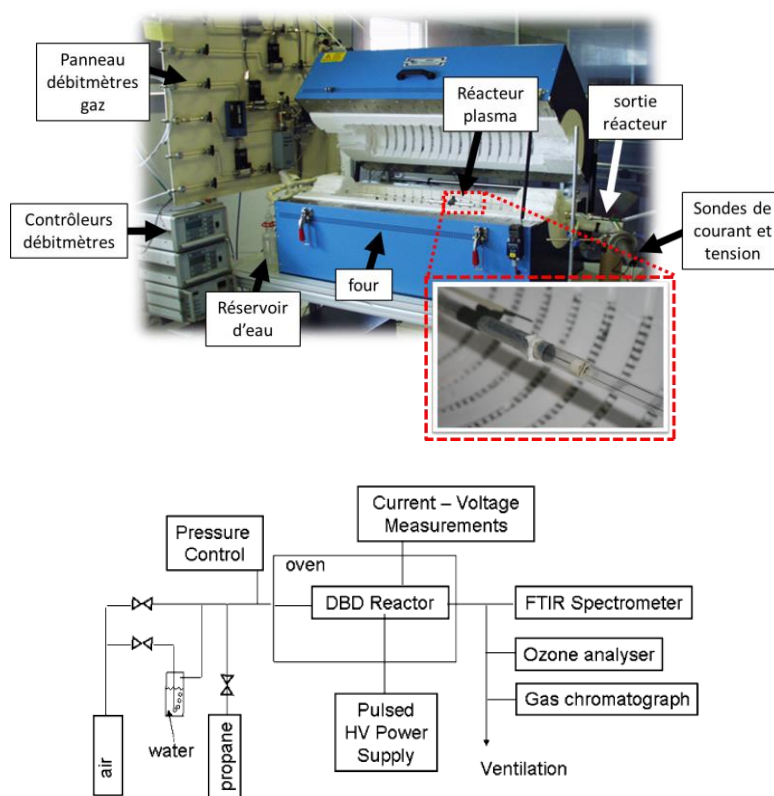 Panneau
débitmètres
gaz
Réacteur
plasma
sortie
réacteur
Contrôleurs
débitmètres
Sondes de
courant et
tension
Réservoir
d'eau
four
Current – Voltage
Measurements
Pressure
Control
oven
DBD Reactor
FTIR Spectrometer
Ozone analyser
Gas chromatograph
Pulsed
HV Power
Supply
water
air
propane
Ventilation